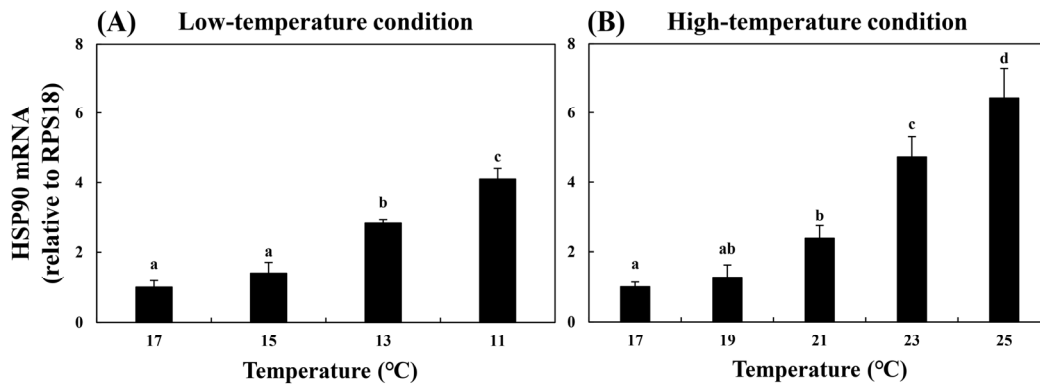 (A) Low-temperature condition
HSP90 mRNA
(relative to RPS18)
8
6
4
2
0
a
a
b
c
17 15 13 11
Temperature (℃)
(B) High-temperature condition
8
6
4
2
0
a
ab
b
c
d
17 19 21 23 25
Temperature (℃)